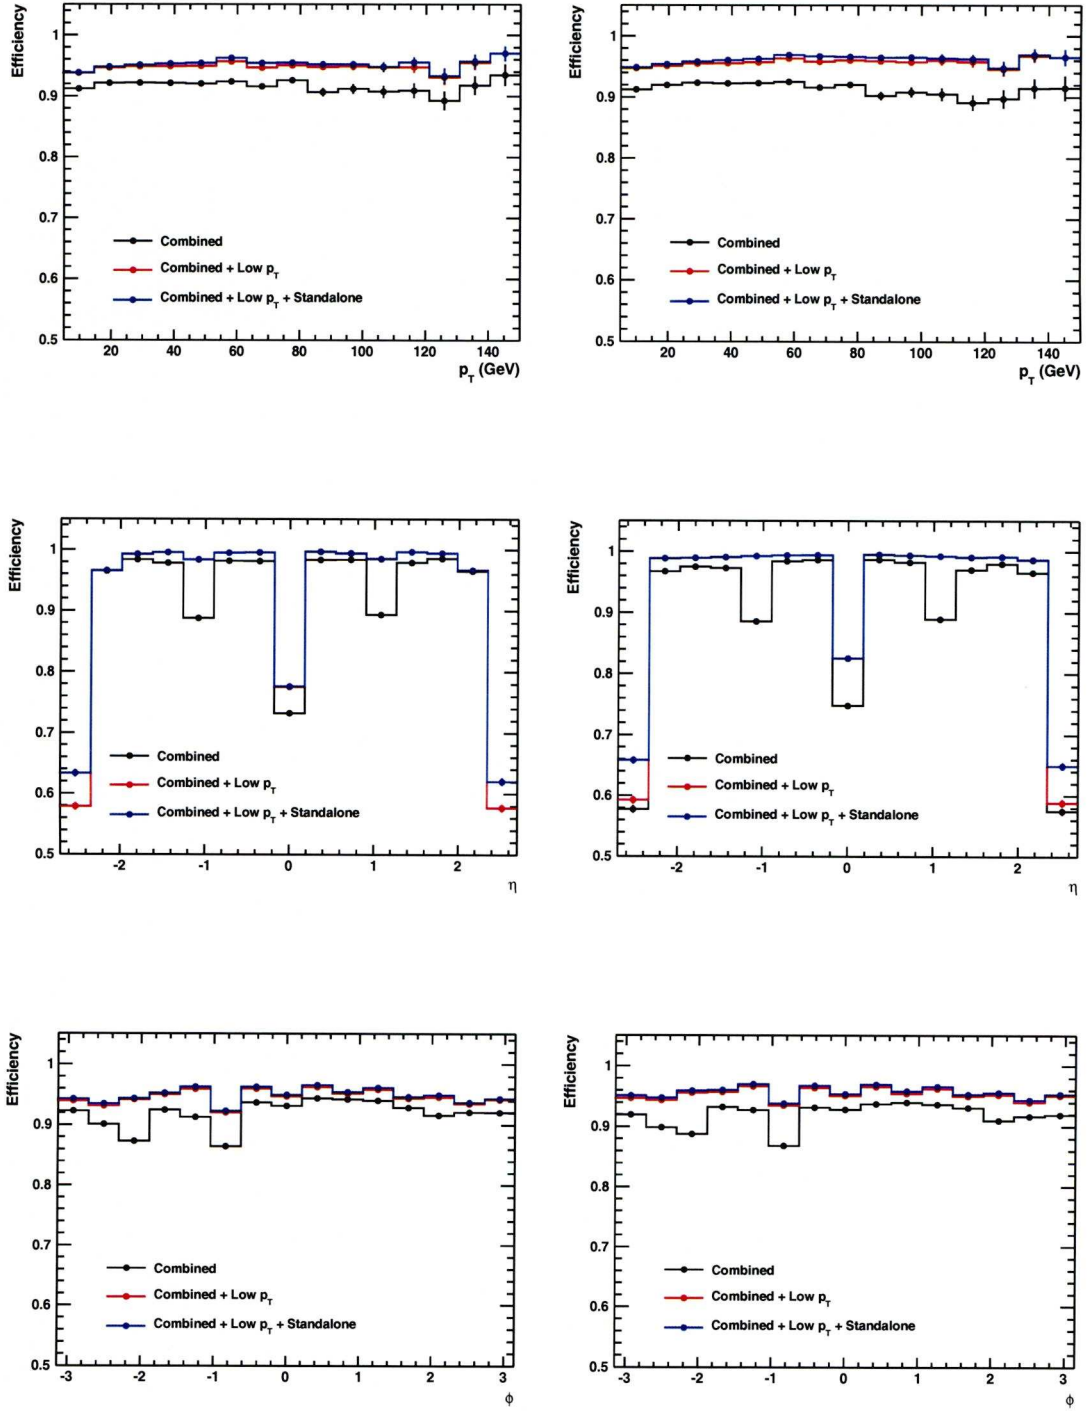 Efficiency
1
0.9
0.8
0.7
0.6
0.5
Combined
Combined + Low pT
Combined + Low pT + Standalone
20 40 60 80 100 120 140
pT (GeV)
Efficiency
1
0.9
0.8
0.7
0.6
0.5
Combined
Combined + Low pT
Combined + Low pT + Standalone
20 40 60 80 100 120 140
pT (GeV)
Efficiency
1
0.9
0.8
0.7
0.6
0.5
Combined
Combined + Low pT
Combined + Low pT + Standalone
-2 -1 0 1 2
η
Efficiency
1
0.9
0.8
0.7
0.6
0.5
Combined
Combined + Low pT
Combined + Low pT + Standalone
-2 -1 0 1 2
η
Efficiency
1
0.9
0.8
0.7
0.6
0.5
Combined
Combined + Low pT
Combined + Low pT + Standalone
-3 -2 -1 0 1 2 3
ϕ
Efficiency
1
0.9
0.8
0.7
0.6
0.5
Combined
Combined + Low pT
Combined + Low pT + Standalone
-3 -2 -1 0 1 2 3
ϕ